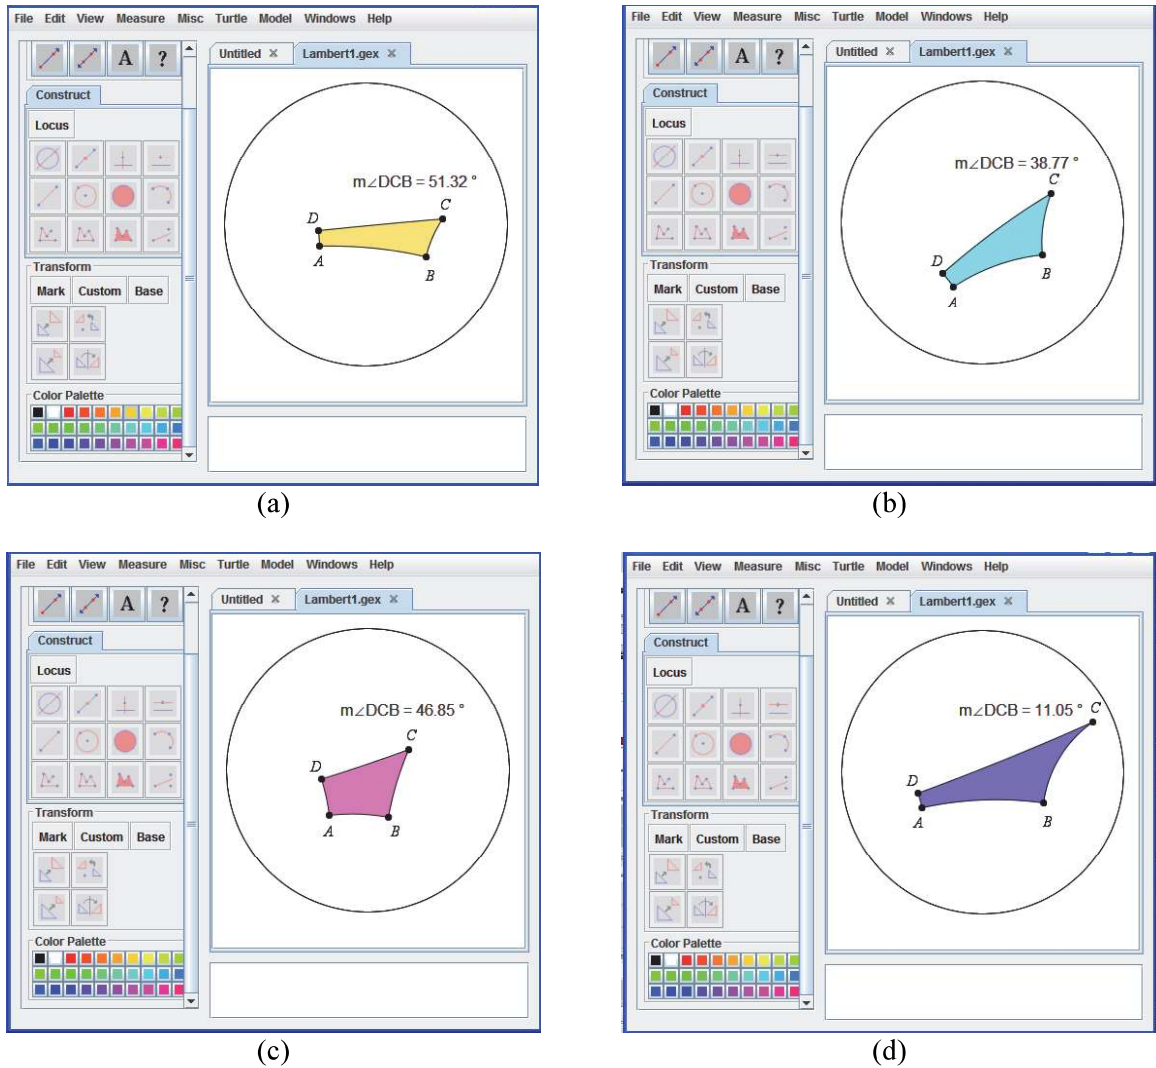 File Edit View Measure Misc Turtle Model Windows Help
A ?
Untitled Lambert1.gex
Construct
Locus
m∠DCB = 51.32 °
D
C
A
B
Transform
Mark Custom Base
Color Palette
(a)
File Edit View Measure Misc Turtle Model Windows Help
A ?
Untitled Lambert1.gex
Construct
Locus
m∠DCB = 38.77 °
C
D
B
A
Transform
Mark Custom Base
Color Palette
(b)
File Edit View Measure Misc Turtle Model Windows Help
A ?
Untitled Lambert1.gex
Construct
Locus
m∠DCB = 46.85 °
C
D
A
B
Transform
Mark Custom Base
Color Palette
(c)
File Edit View Measure Misc Turtle Model Windows Help
A ?
Untitled Lambert1.gex
Construct
Locus
m∠DCB = 11.05 ° C
D
A
B
Transform
Mark Custom Base
Color Palette
(d)